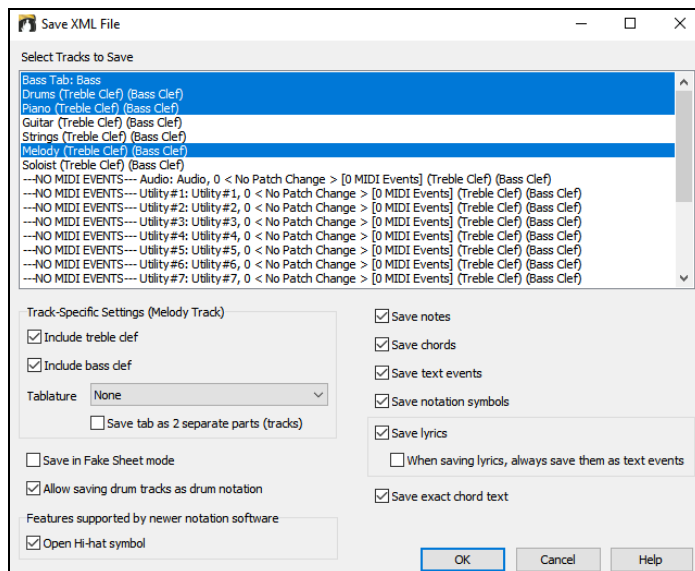 Save XML File
Select Tracks to Save
Bass Tab: Bass
Drums (Treble Clef) (Bass Clef)
Piano (Treble Clef) (Bass Clef)
Guitar (Treble Clef) (Bass Clef)
Strings (Treble Clef) (Bass Clef)
Melody (Treble Clef) (Bass Clef)
Soloist (Treble Clef) (Bass Clef)
---NO MIDI EVENTS--- Audio: Audio, 0 < No Patch Change > [0 MIDI Events] (Treble Clef) (Bass Clef)
---NO MIDI EVENTS--- Utility#1: Utility#1, 0 < No Patch Change > [0 MIDI Events] (Treble Clef) (Bass Clef)
---NO MIDI EVENTS--- Utility#2: Utility#2, 0 < No Patch Change > [0 MIDI Events] (Treble Clef) (Bass Clef)
---NO MIDI EVENTS--- Utility#3: Utility#3, 0 < No Patch Change > [0 MIDI Events] (Treble Clef) (Bass Clef)
---NO MIDI EVENTS--- Utility#4: Utility#4, 0 < No Patch Change > [0 MIDI Events] (Treble Clef) (Bass Clef)
---NO MIDI EVENTS--- Utility#5: Utility#5, 0 < No Patch Change > [0 MIDI Events] (Treble Clef) (Bass Clef)
---NO MIDI EVENTS--- Utility#6: Utility#6, 0 < No Patch Change > [0 MIDI Events] (Treble Clef) (Bass Clef)
---NO MIDI EVENTS--- Utility#7: Utility#7, 0 < No Patch Change > [0 MIDI Events] (Treble Clef) (Bass Clef)
Track-Specific Settings (Melody Track)
Include treble clef
Include bass clef
Tablature None
Save tab as 2 separate parts (tracks)
Save in Fake Sheet mode
Allow saving drum tracks as drum notation
Features supported by newer notation software
Open Hi-hat symbol
Save notes
Save chords
Save text events
Save notation symbols
Save lyrics
When saving lyrics, always save them as text events
Save exact chord text
OK Cancel Help